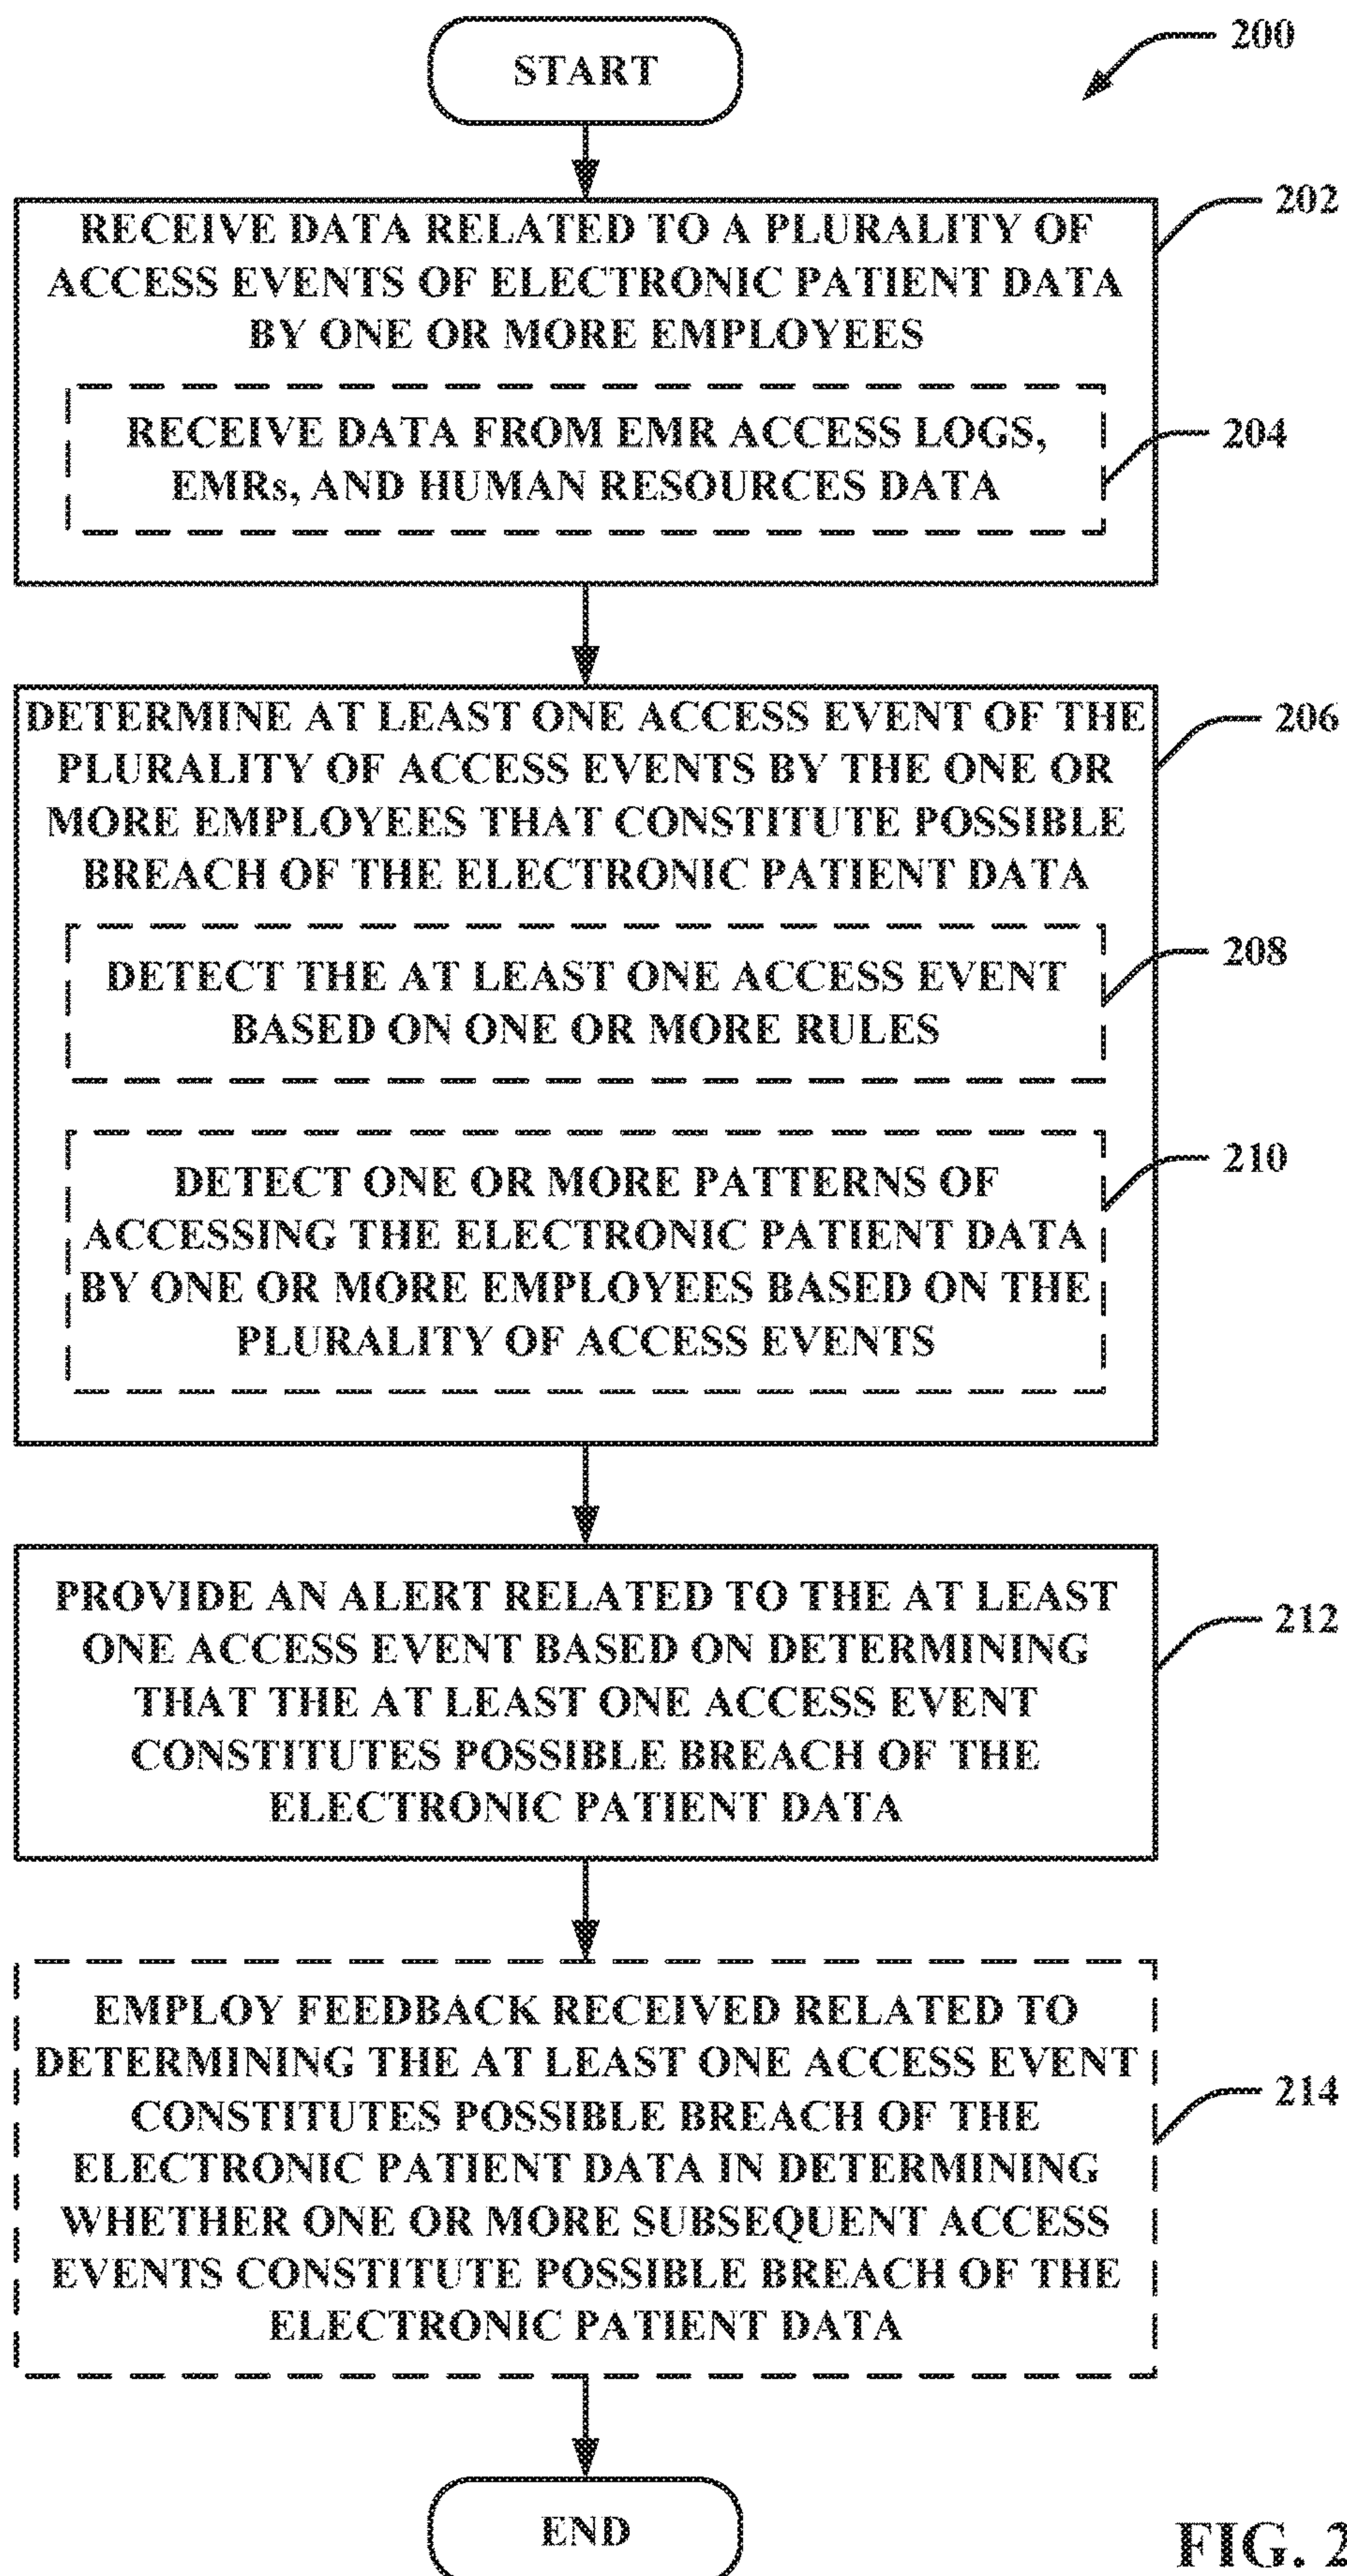 START
200
RECEIVE DATA RELATED TO A PLURALITY OF
ACCESS EVENTS OF ELECTRONIC PATIENT DATA
BY ONE OR MORE EMPLOYEES
202
RECEIVE DATA FROM EMR ACCESS LOGS,
EMRs, AND HUMAN RESOURCES DATA
204
DETERMINE AT LEAST ONE ACCESS EVENT OF THE
PLURALITY OF ACCESS EVENTS BY THE ONE OR
MORE EMPLOYEES THAT CONSTITUTE POSSIBLE
BREACH OF THE ELECTRONIC PATIENT DATA
206
DETECT THE AT LEAST ONE ACCESS EVENT
BASED ON ONE OR MORE RULES
208
DETECT ONE OR MORE PATTERNS OF
ACCESSING THE ELECTRONIC PATIENT DATA
BY ONE OR MORE EMPLOYEES BASED ON THE
PLURALITY OF ACCESS EVENTS
210
PROVIDE AN ALERT RELATED TO THE AT LEAST
ONE ACCESS EVENT BASED ON DETERMINING
THAT THE AT LEAST ONE ACCESS EVENT
CONSTITUTES POSSIBLE BREACH OF THE
ELECTRONIC PATIENT DATA
212
EMPLOY FEEDBACK RECEIVED RELATED TO
DETERMINING THE AT LEAST ONE ACCESS EVENT
CONSTITUTES POSSIBLE BREACH OF THE
ELECTRONIC PATIENT DATA IN DETERMINING
WHETHER ONE OR MORE SUBSEQUENT ACCESS
EVENTS CONSTITUTE POSSIBLE BREACH OF THE
ELECTRONIC PATIENT DATA
214
END
FIG. 2